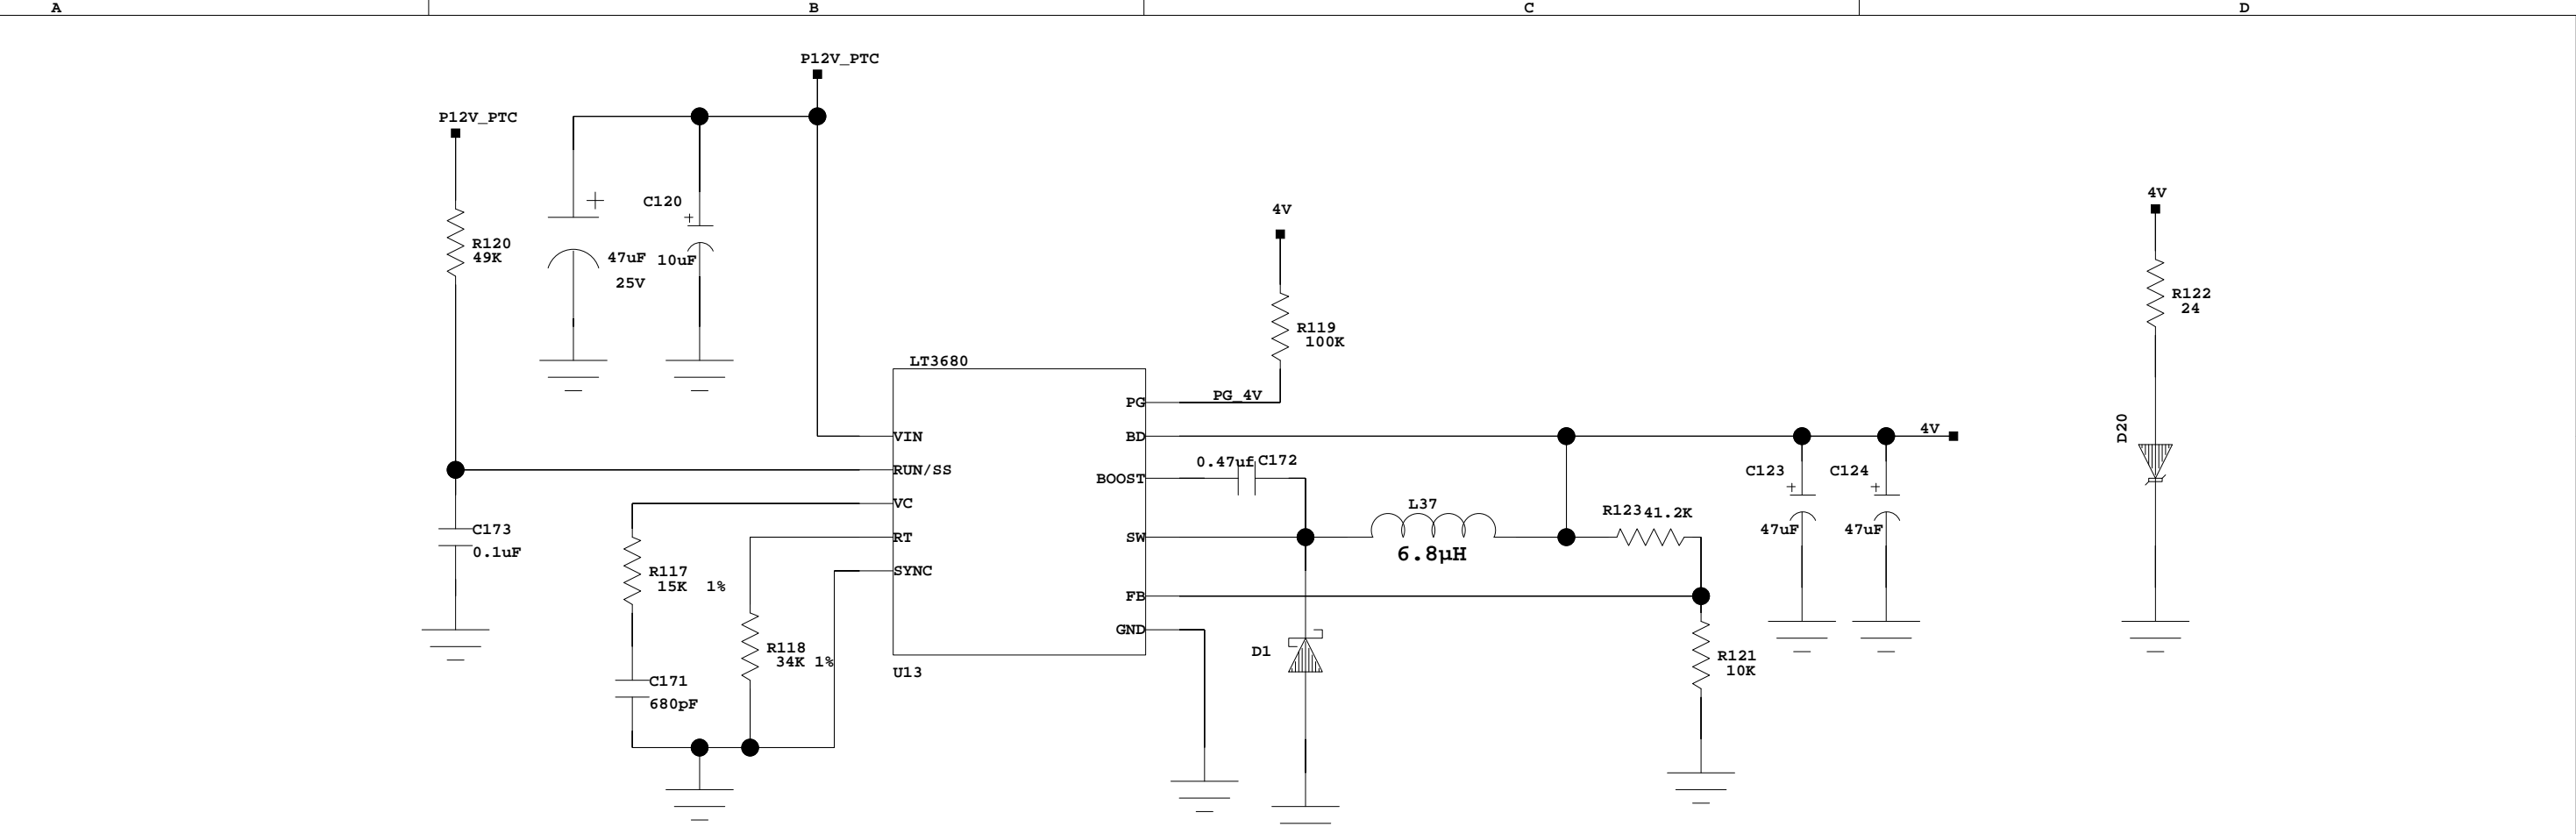 A B C D
P12V_PTC
P12V_PTC
4V
4V
C120
R120
49K
47uF
25V
10uF
R122
24
R119
100K
LT3680
PG
PG_4V
VIN
BD
4V
D20
RUN/SS
BOOST
0.47uf
C172
C123
C124
VC
L37
R123
41.2K
C173
0.1uF
47uF
47uF
RT
SW
6.8µH
R117
15K 1%
SYNC
FB
GND
R118
34K 1%
D1
R121
10K
U13
C171
680pF